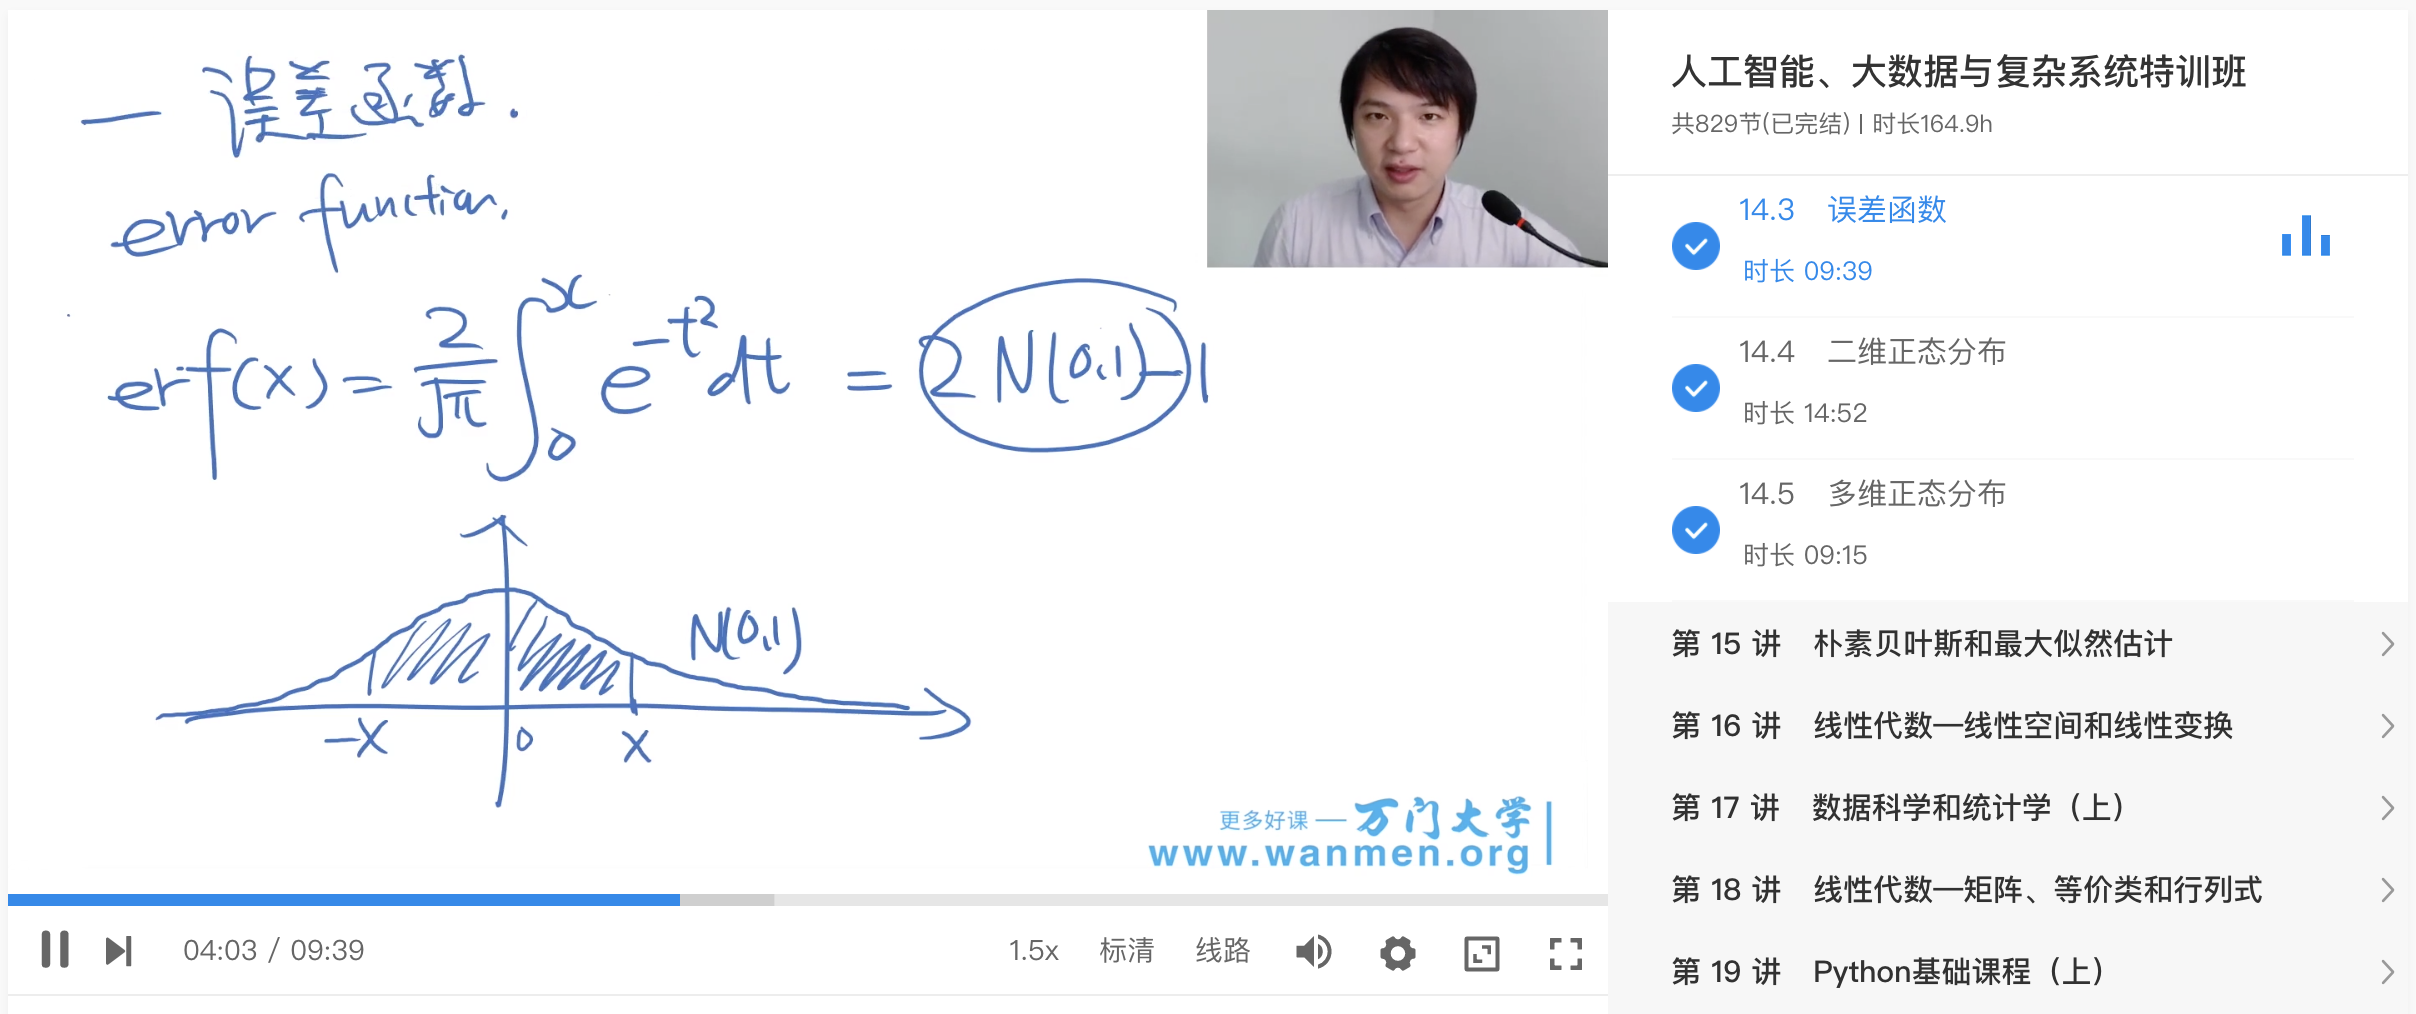 一 误差函数.
error function.
erf(x) = 2/√π ∫₀ˣ e^(-t²) dt = 2N(0,1)-1
N(0,1)
-X 0 X
更多好课 — 万门大学
www.wanmen.org
04:03 / 09:39
1.5x 标清 线路
人工智能、大数据与复杂系统特训班
共829节(已完结) | 时长164.9h
14.3 误差函数
时长 09:39
14.4 二维正态分布
时长 14:52
14.5 多维正态分布
时长 09:15
第 15 讲 朴素贝叶斯和最大似然估计
第 16 讲 线性代数—线性空间和线性变换
第 17 讲 数据科学和统计学（上）
第 18 讲 线性代数—矩阵、等价类和行列式
第 19 讲 Python基础课程（上）